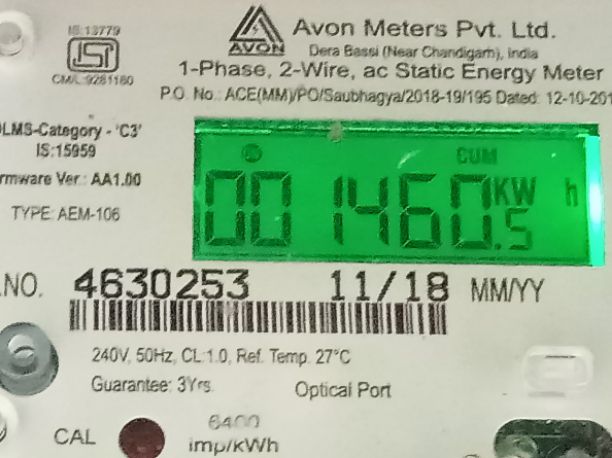 IS:13779
CM/L:9281180
AVON
Avon Meters Pvt. Ltd.
Dera Bassi (Near Chandigarh), India
1-Phase, 2-Wire, ac Static Energy Meter
P.O. No.: ACE(MM)/PO/Saubhagya/2018-19/195 Dated: 12-10-201
DLMS-Category - 'C3'
IS:15959
rmware Ver.: AA1.00
TYPE: AEM-106
CUM
001460.5 KW h
.NO. 4630253 11/18 MM/YY
240V, 50Hz, CL:1.0, Ref. Temp. 27°C
Guarantee: 3Yrs. Optical Port
CAL 6400
imp/kWh